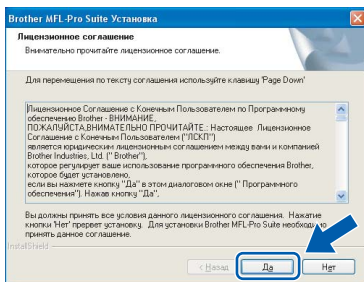 Brother MFL-Pro Suite Установка
Лицензионное соглашение
Внимательно прочитайте лицензионное соглашение.
Для перемещения по тексту соглашения используйте клавишу 'Page Down'
Лицензионное Соглашение с Конечным Пользователем по Программному
обеспечению Brother - ВНИМАНИЕ,
ПОЖАЛУЙСТА,ВНИМАТЕЛЬНО ПРОЧИТАЙТЕ.: Настоящее Лицензионное
Соглашение с Конечным Пользователем ("ЛСКП")
является юридическим лицензионным соглашением между вами и компанией
Brother Industries, Ltd. (" Brother"),
которое регулирует ваше использование программного обеспечения Brother,
которое будет установлено,
если вы нажмете кнопку "Да" в этом диалоговом окне (" Программного
обеспечения"). Нажав кнопку "Да",
Вы должны принять все условия данного лицензионного соглашения. Нажатие
кнопки 'Нет' прервет установку. Для установки Brother MFL-Pro Suite необходимо
принять данное соглашение.
InstallShield
< Назад
Да
Нет